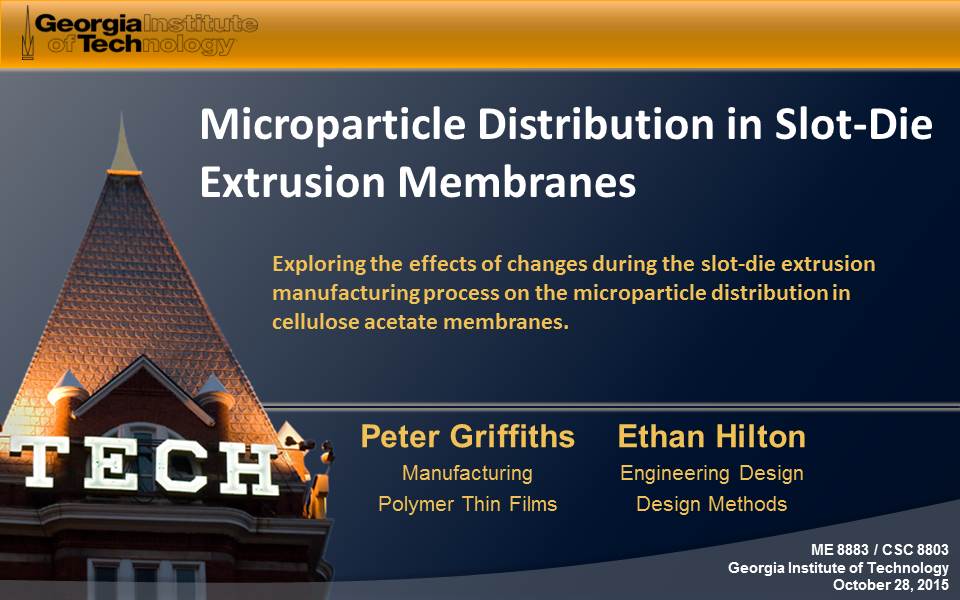 Georgia Institute
of Technology
Microparticle Distribution in Slot-Die
Extrusion Membranes
Exploring the effects of changes during the slot-die extrusion
manufacturing process on the microparticle distribution in
cellulose acetate membranes.
TECH
Peter Griffiths
Manufacturing
Polymer Thin Films
Ethan Hilton
Engineering Design
Design Methods
ME 8883 / CSC 8803
Georgia Institute of Technology
October 28, 2015